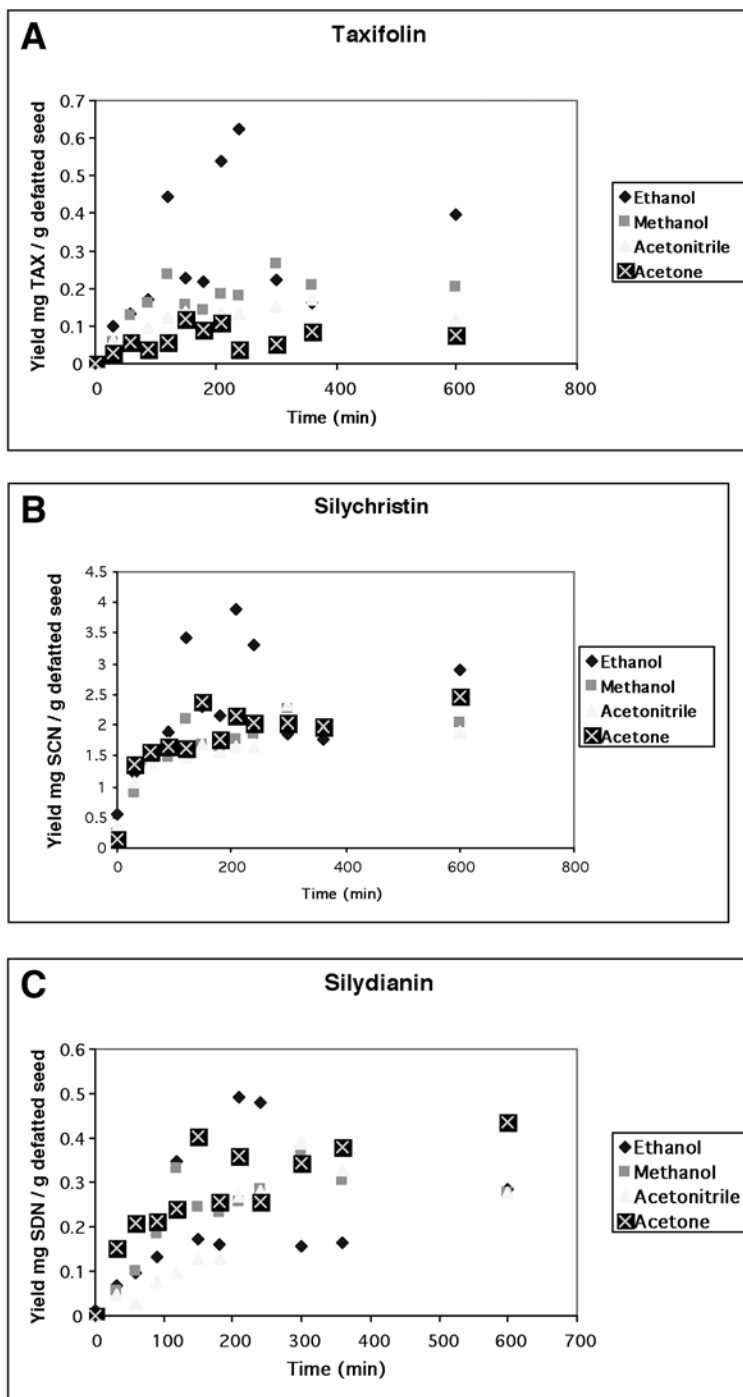 A
Taxifolin
Yield mg TAX / g defatted seed
0.7
0.6
0.5
0.4
0.3
0.2
0.1
0
0 200 400 600 800
Time (min)
Ethanol
Methanol
Acetonitrile
Acetone
B
Silychristin
Yield mg SCN / g defatted seed
4.5
4
3.5
3
2.5
2
1.5
1
0.5
0
0 200 400 600 800
Time (min)
Ethanol
Methanol
Acetonitrile
Acetone
C
Silydianin
Yield mg SDN / g defatted seed
0.6
0.5
0.4
0.3
0.2
0.1
0
0 100 200 300 400 500 600 700
Time (min)
Ethanol
Methanol
Acetonitrile
Acetone